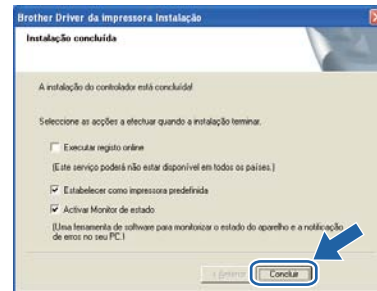 Brother Driver da impressora Instalação
Instalação concluída
A instalação do controlador está concluída!
Seleccione as acções a efectuar quando a instalação terminar.
Executar registo online
(Este serviço poderá não estar disponível em todos os países.)
Estabelecer como impressora predefinida
Activar Monitor de estado
(Uma ferramenta de software para monitorizar o estado do aparelho e a notificação
de erros no seu PC.)
< Anterior
Concluir